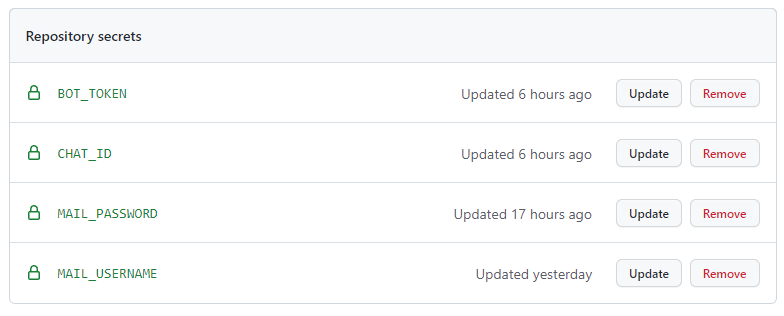 Repository secrets
BOT_TOKEN Updated 6 hours ago Update Remove
CHAT_ID Updated 6 hours ago Update Remove
MAIL_PASSWORD Updated 17 hours ago Update Remove
MAIL_USERNAME Updated yesterday Update Remove